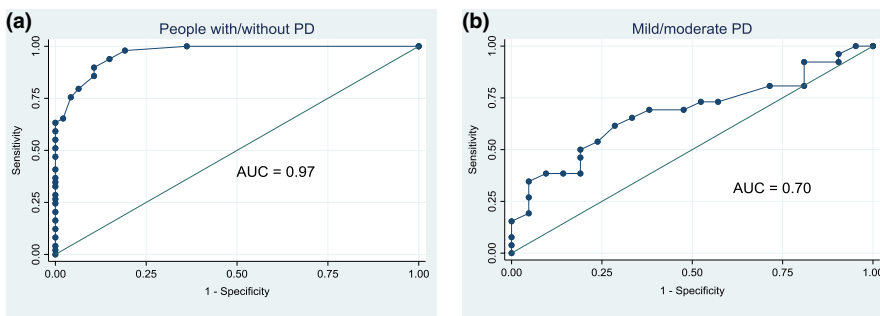 (a)
People with/without PD
1.00
0.75
0.50
0.25
0.00
Sensitivity
AUC = 0.97
0.00 0.25 0.50 0.75 1.00
1 - Specificity
(b)
Mild/moderate PD
1.00
0.75
0.50
0.25
0.00
Sensitivity
AUC = 0.70
0.00 0.25 0.50 0.75 1.00
1 - Specificity